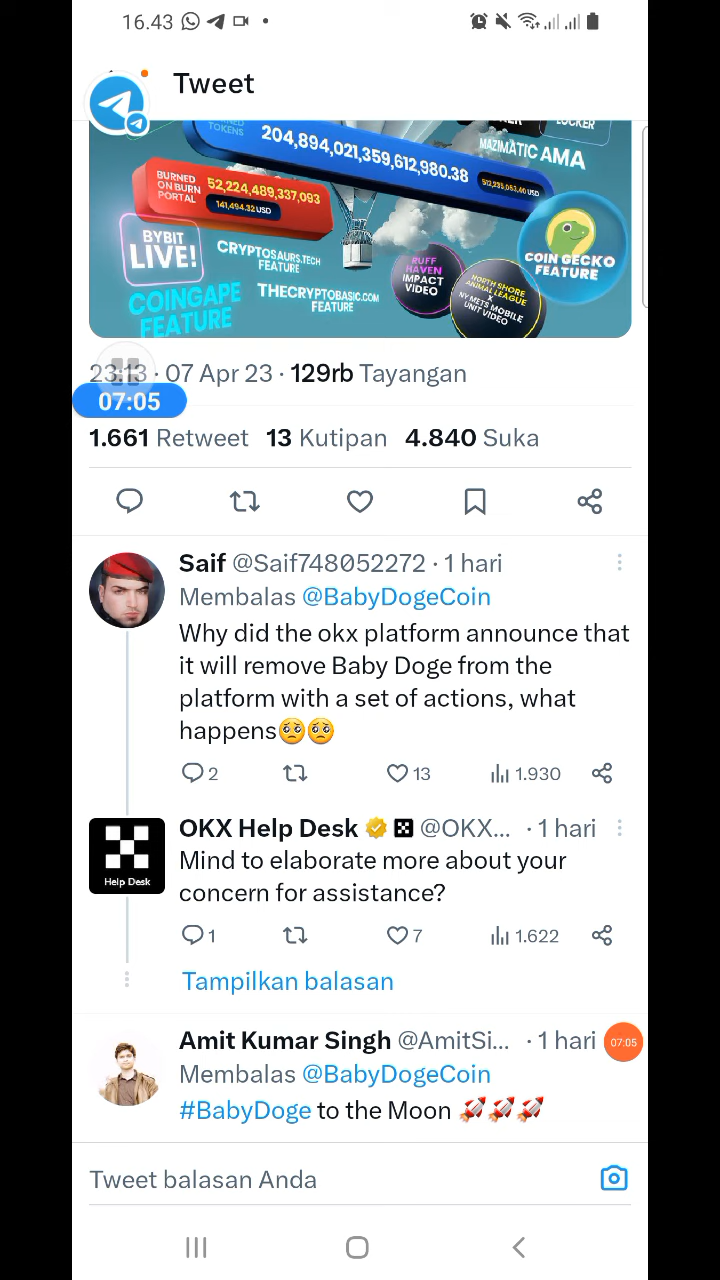 16.43
Tweet
TOKENS
204,894,021,359,612,980.38
LOCKER
MAZIMATIC AMA
BURNED
ON BURN
PORTAL
52,224,489,337,093
141,494.32 USD
BYBIT
LIVE!
CRYPTOSAURS.TECH
FEATURE
COINGAPE
FEATURE
THECRYPTOBASIC.COM
FEATURE
RUFF
HAVEN
IMPACT
VIDEO
NORTH SHORE
ANIMAL LEAGUE
X
NY METS MOBILE
UNIT VIDEO
COIN GECKO
FEATURE
23:13 · 07 Apr 23 · 129rb Tayangan
07:05
1.661 Retweet 13 Kutipan 4.840 Suka
Saif @Saif748052272 · 1 hari
Membalas @BabyDogeCoin
Why did the okx platform announce that
it will remove Baby Doge from the
platform with a set of actions, what
happens🥺🥺
2 13 1.930
OKX Help Desk @OKX... · 1 hari
Help Desk
Mind to elaborate more about your
concern for assistance?
1 7 1.622
Tampilkan balasan
Amit Kumar Singh @AmitSi... · 1 hari
07:05
Membalas @BabyDogeCoin
#BabyDoge to the Moon 🚀🚀🚀
Tweet balasan Anda